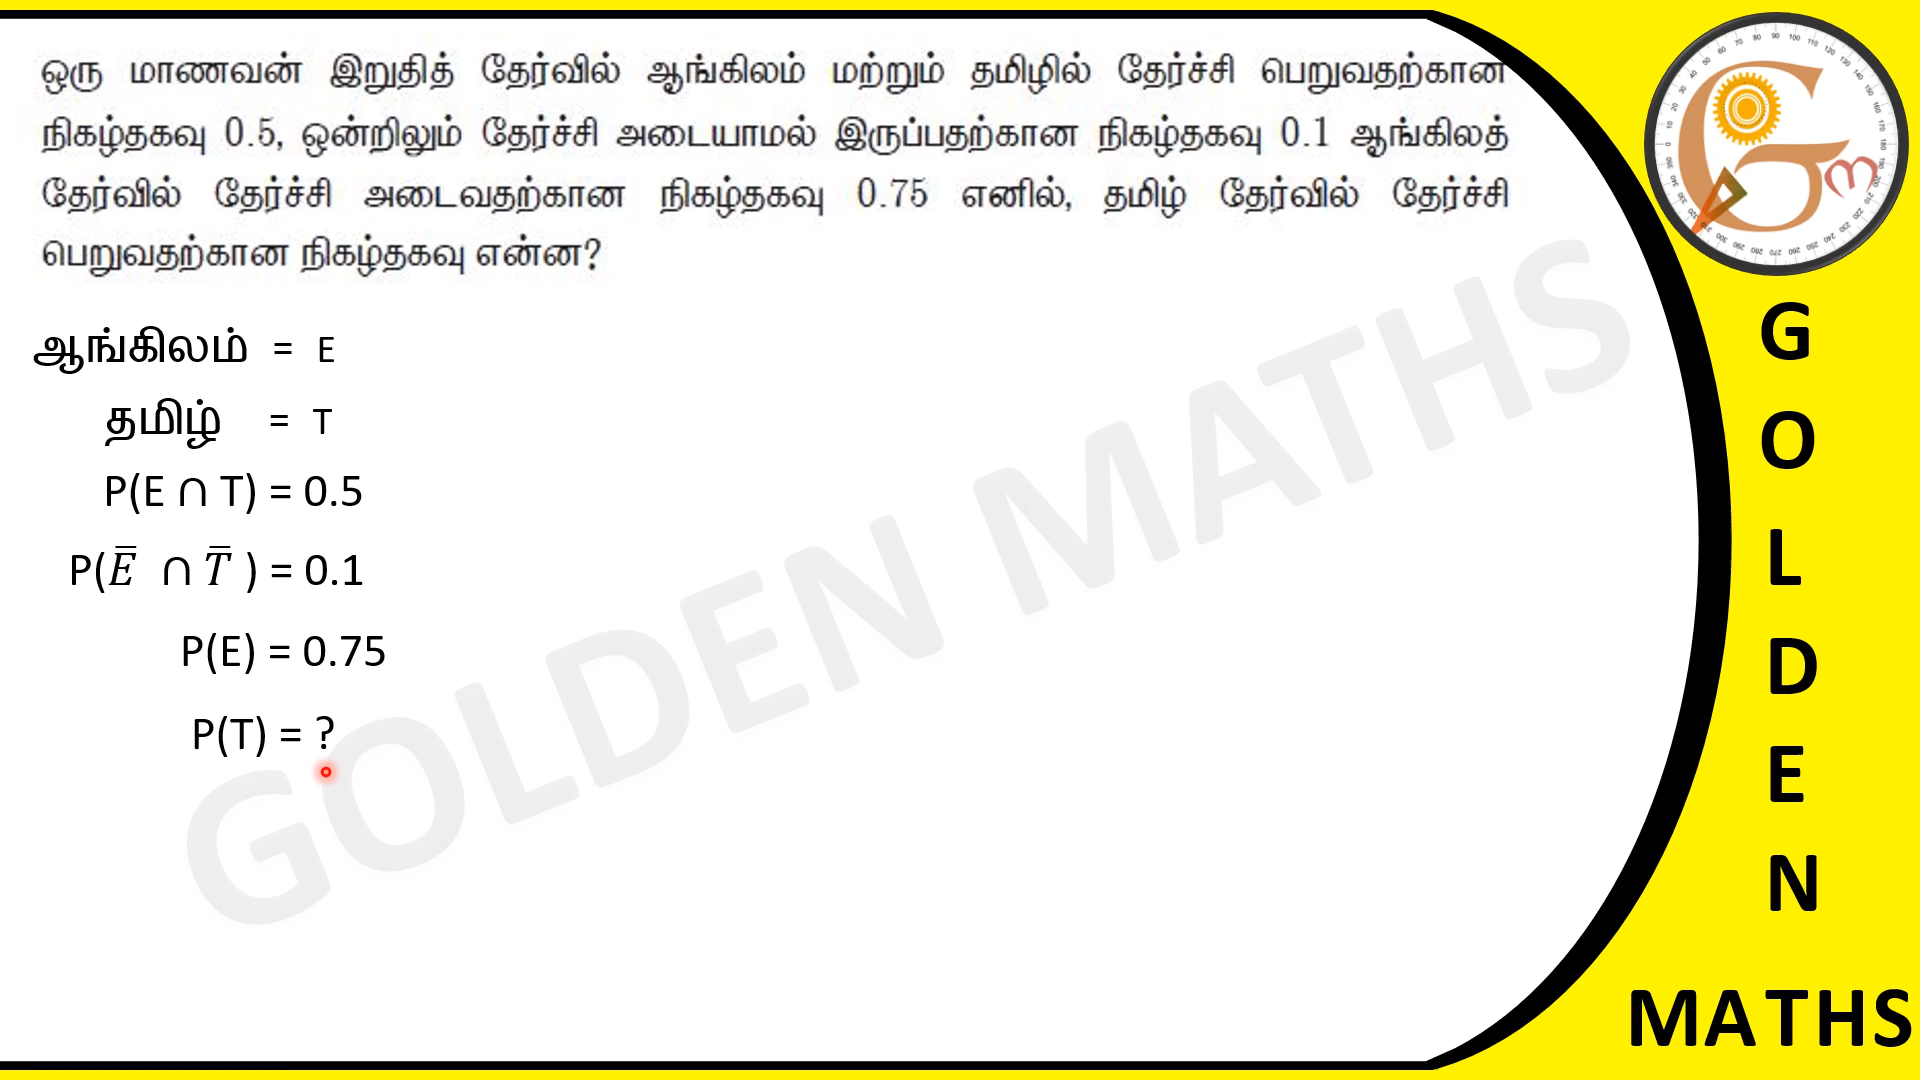 ஒரு மாணவன் இறுதித் தேர்வில் ஆங்கிலம் மற்றும் தமிழில் தேர்ச்சி பெறுவதற்கான
நிகழ்தகவு 0.5, ஒன்றிலும் தேர்ச்சி அடையாமல் இருப்பதற்கான நிகழ்தகவு 0.1 ஆங்கிலத்
தேர்வில் தேர்ச்சி அடைவதற்கான நிகழ்தகவு 0.75 எனில், தமிழ் தேர்வில் தேர்ச்சி
பெறுவதற்கான நிகழ்தகவு என்ன?
ஆங்கிலம் = E
தமிழ் = T
P(E ∩ T) = 0.5
P(E̅ ∩ T̅ ) = 0.1
P(E) = 0.75
P(T) = ?
GOLDEN MATHS
G
O
L
D
E
N
MATHS